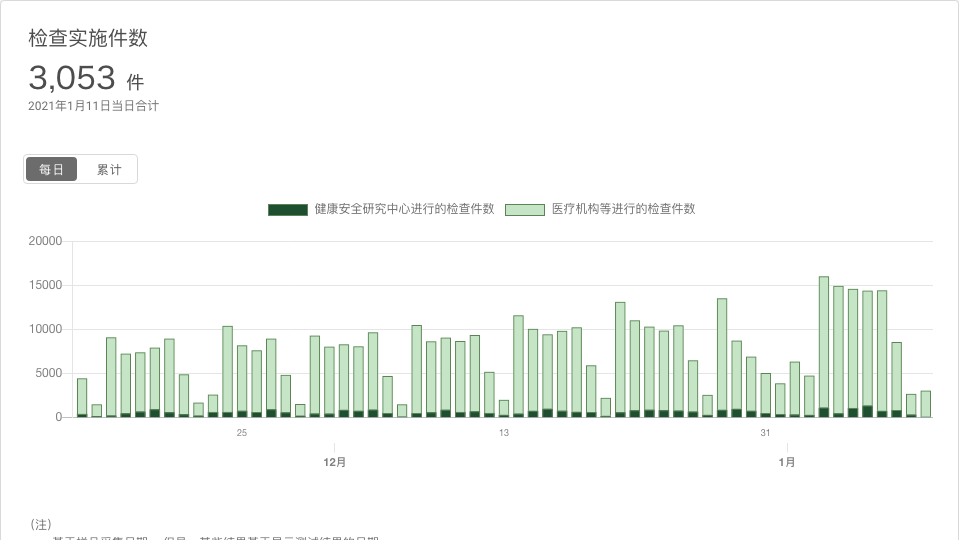 检查实施件数
3,053 件
2021年1月11日当日合计
每日 累计
健康安全研究中心进行的检查件数 医疗机构等进行的检查件数
20000
15000
10000
5000
0
25 13 31
12月 1月
（注）